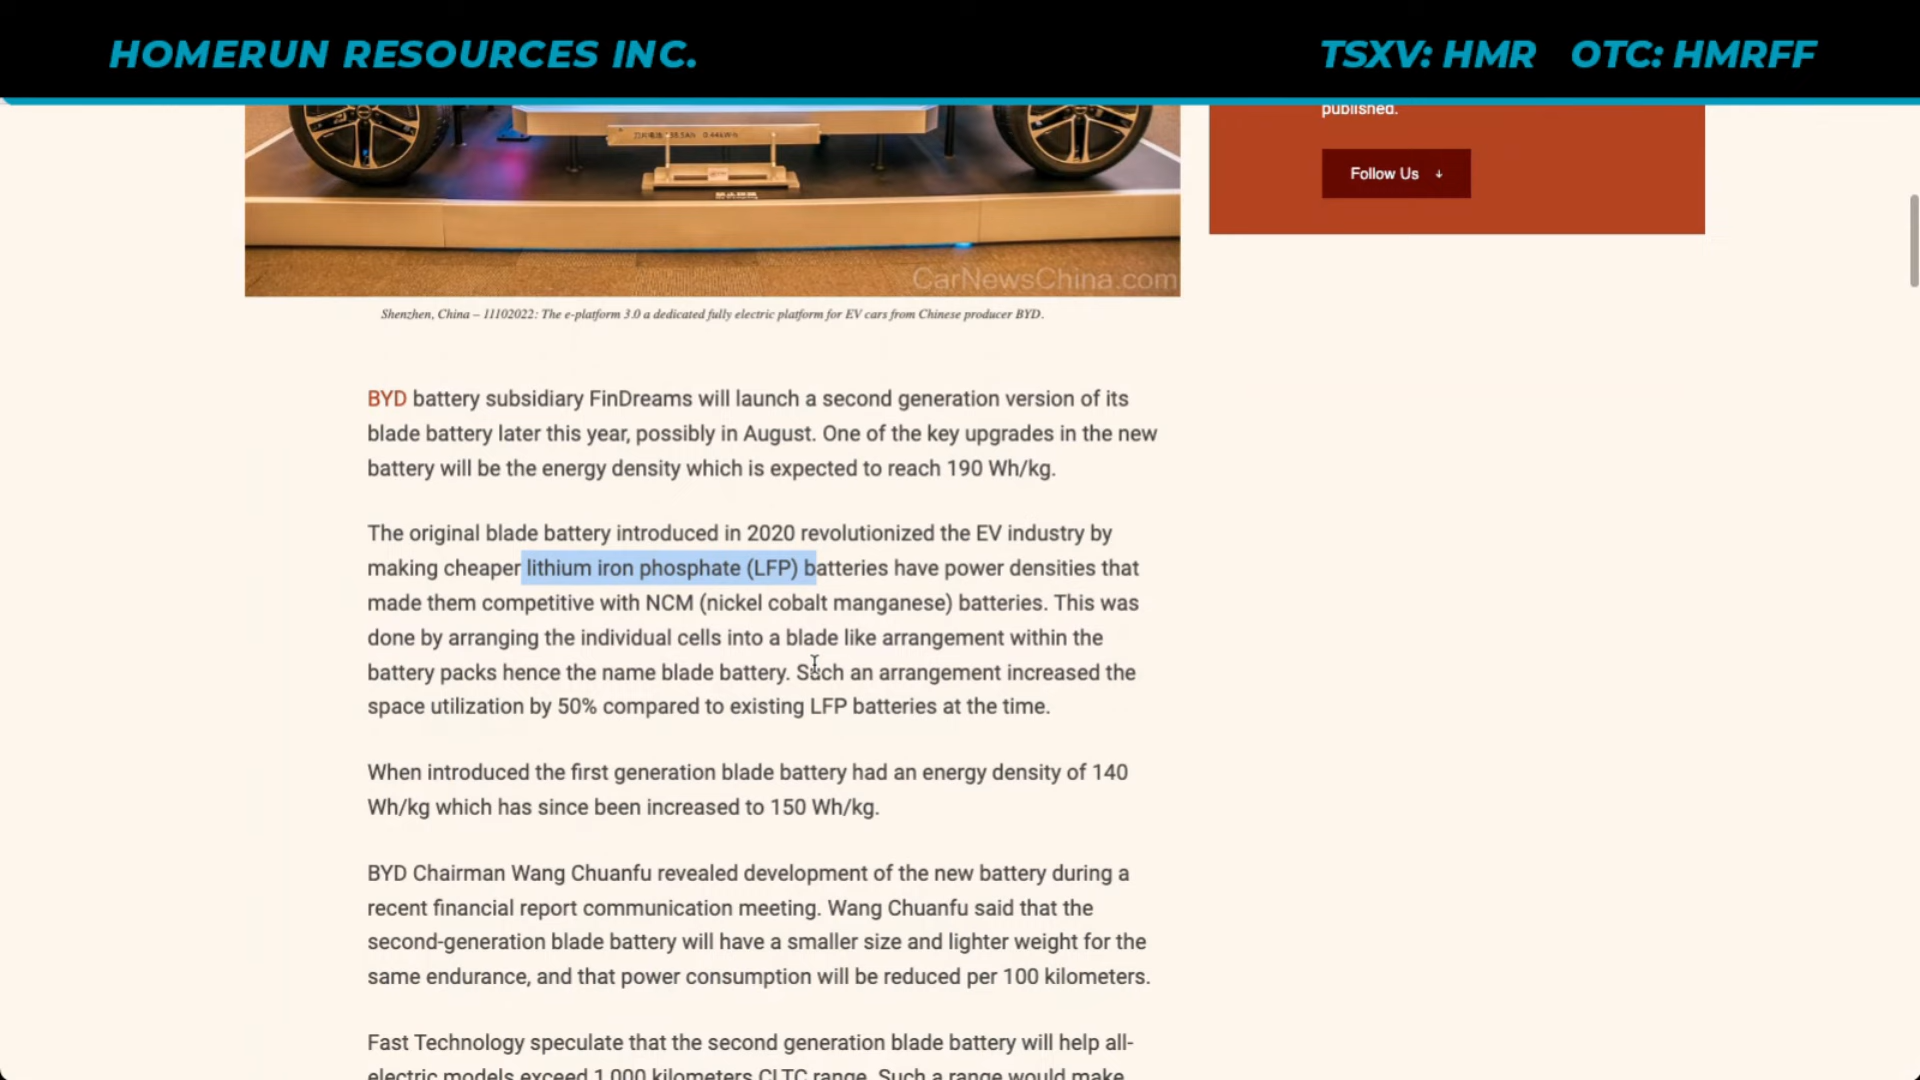 HOMERUN RESOURCES INC.
TSXV: HMR OTC: HMRFF
published.
Follow Us ↓
0.44kWh
CarNewsChina.com
Shenzhen, China – 11102022: The e-platform 3.0 a dedicated fully electric platform for EV cars from Chinese producer BYD.
BYD battery subsidiary FinDreams will launch a second generation version of its
blade battery later this year, possibly in August. One of the key upgrades in the new
battery will be the energy density which is expected to reach 190 Wh/kg.
The original blade battery introduced in 2020 revolutionized the EV industry by
making cheaper lithium iron phosphate (LFP) batteries have power densities that
made them competitive with NCM (nickel cobalt manganese) batteries. This was
done by arranging the individual cells into a blade like arrangement within the
battery packs hence the name blade battery. Such an arrangement increased the
space utilization by 50% compared to existing LFP batteries at the time.
When introduced the first generation blade battery had an energy density of 140
Wh/kg which has since been increased to 150 Wh/kg.
BYD Chairman Wang Chuanfu revealed development of the new battery during a
recent financial report communication meeting. Wang Chuanfu said that the
second-generation blade battery will have a smaller size and lighter weight for the
same endurance, and that power consumption will be reduced per 100 kilometers.
Fast Technology speculate that the second generation blade battery will help all-
electric models exceed 1,000 kilometers CLTC range. Such a range would make